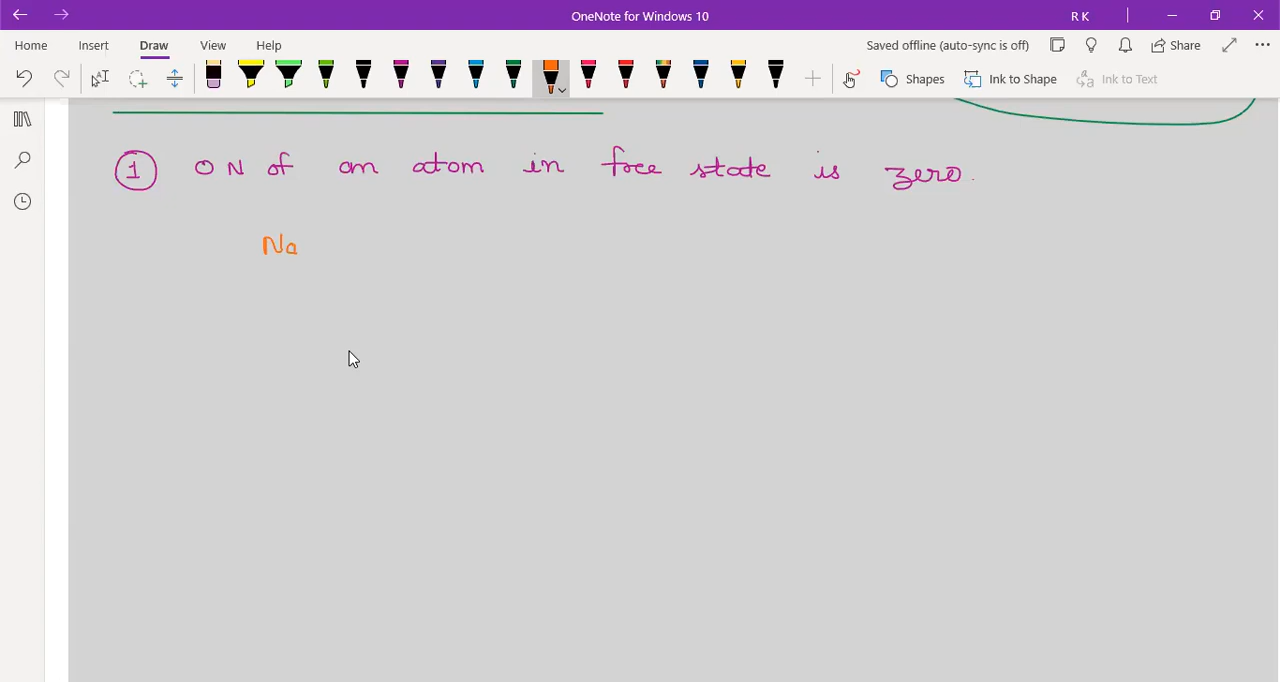 OneNote for Windows 10
R K
Home Insert Draw View Help
Saved offline (auto-sync is off) Share
Shapes Ink to Shape Ink to Text
1 ON of an atom in free state is zero.
Na